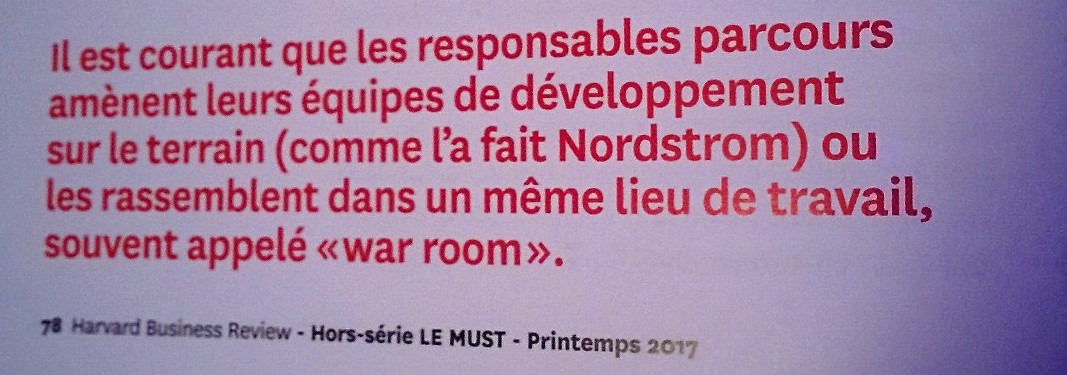 Il est courant que les responsables parcours
amènent leurs équipes de développement
sur le terrain (comme l’a fait Nordstrom) ou
les rassemblent dans un même lieu de travail,
souvent appelé «war room».
78 Harvard Business Review - Hors-série LE MUST - Printemps 2017